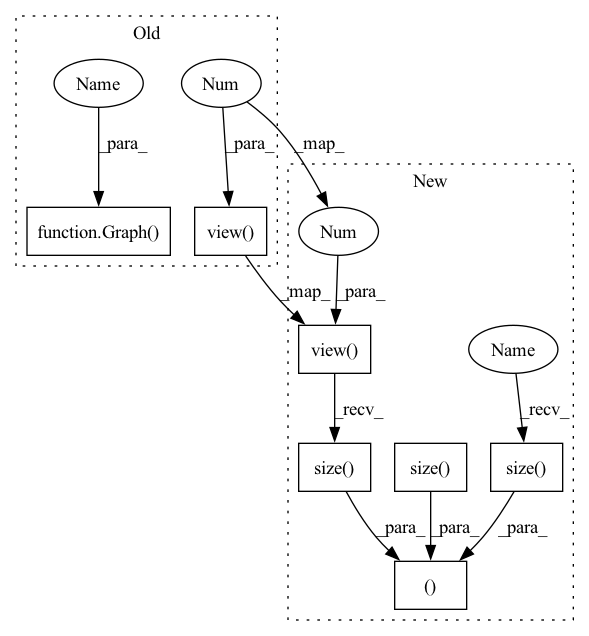 Old
Name
Num
_para_
_para_
_map_
New
function.Graph()
view()
Num
_map_
_para_
view()
Name
_recv_
_recv_
size()
size()
size()
_para_
_para_
_para_
()